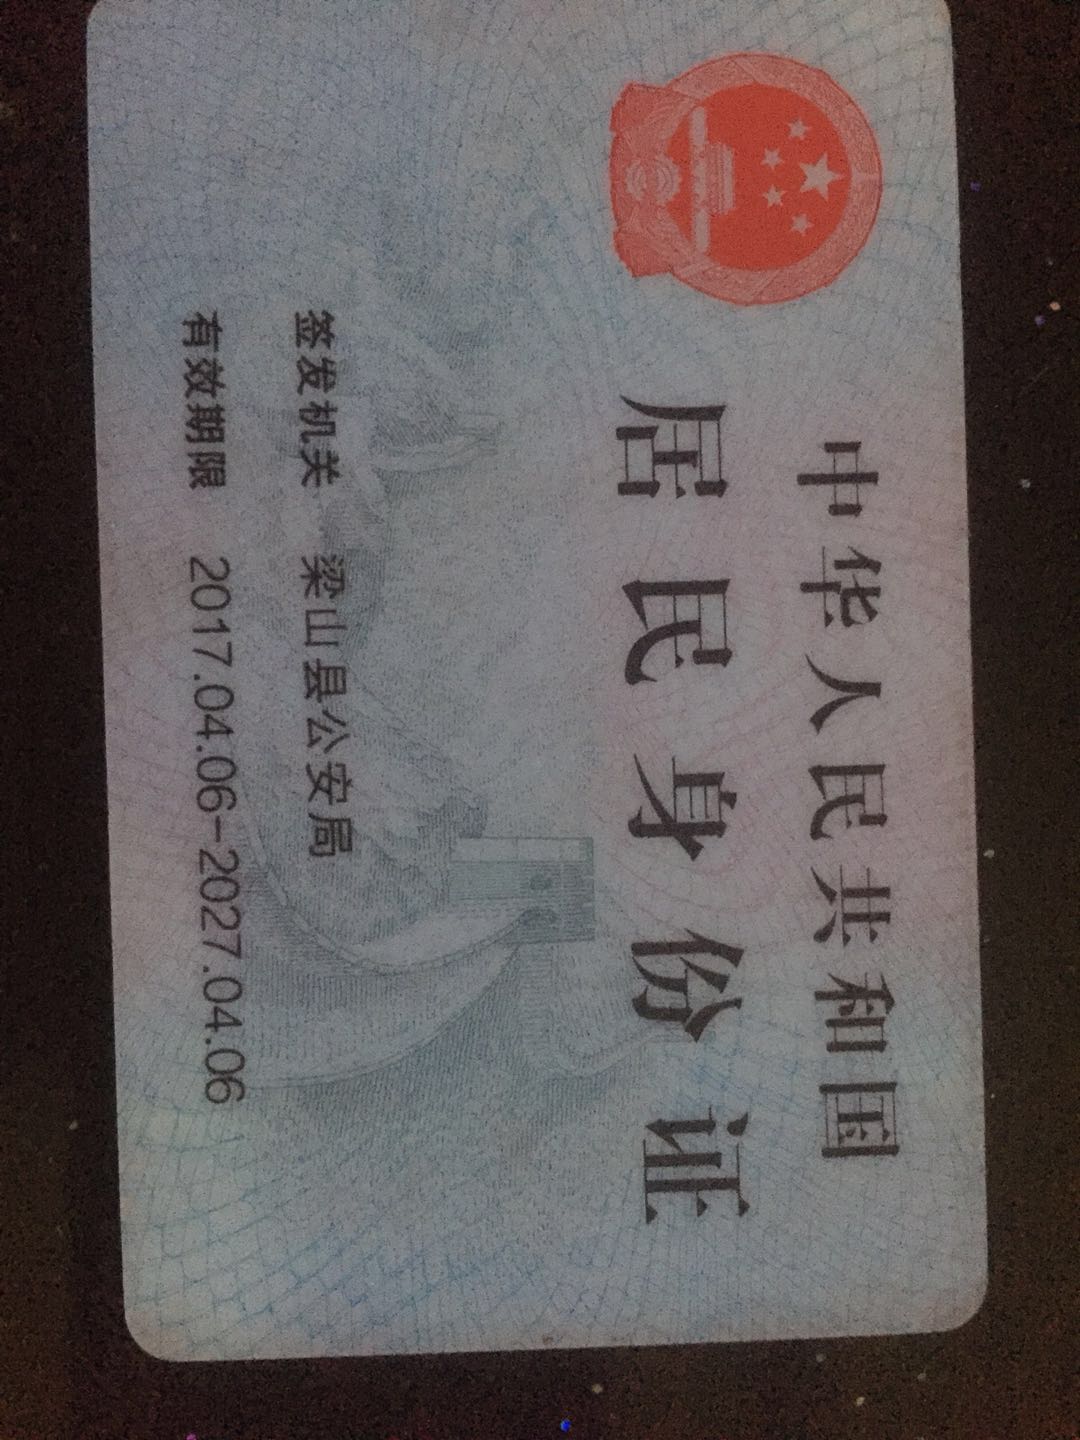 中华人民共和国
居民身份证
签发机关 梁山县公安局
有效期限 2017.04.06-2027.04.06